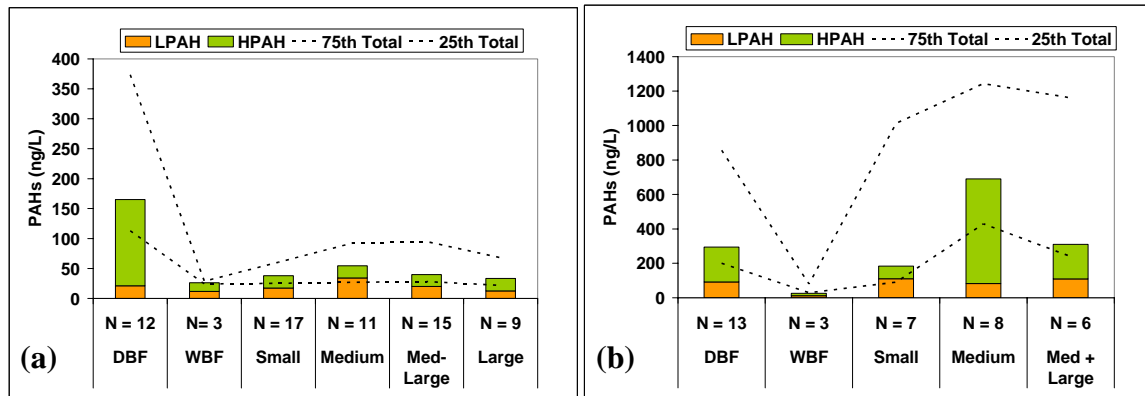 LPAH HPAH 75th Total 25th Total
400
350
300
250
200
150
100
50
0
PAHs (ng/L)
N = 12 N= 3 N = 17 N = 11 N = 15 N = 9
DBF WBF Small Medium Med- Large
Large
(a)
LPAH HPAH 75th Total 25th Total
1400
1200
1000
800
600
400
200
0
PAHs (ng/L)
N = 13 N = 3 N = 7 N = 8 N = 6
DBF WBF Small Medium Med +
Large
(b)